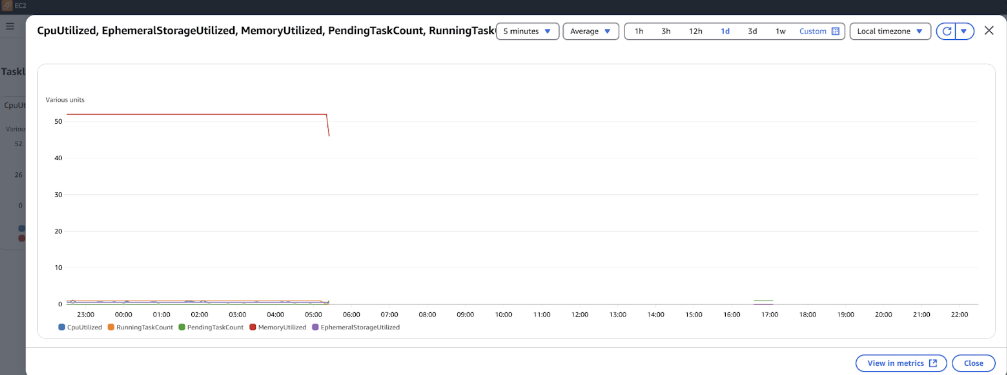 EC2
CpuUtilized, EphemeralStorageUtilized, MemoryUtilized, PendingTaskCount, RunningTask
5 minutes
Average
1h 3h 12h 1d 3d 1w Custom
Local timezone
Taskl
CpuUt
Various
52
26
0
Various units
50
40
30
20
10
0
23:00 00:00 01:00 02:00 03:00 04:00 05:00 06:00 07:00 08:00 09:00 10:00 11:00 12:00 13:00 14:00 15:00 16:00 17:00 18:00 19:00 20:00 21:00 22:00
CpuUtilized RunningTaskCount PendingTaskCount MemoryUtilized EphemeralStorageUtilized
View in metrics
Close